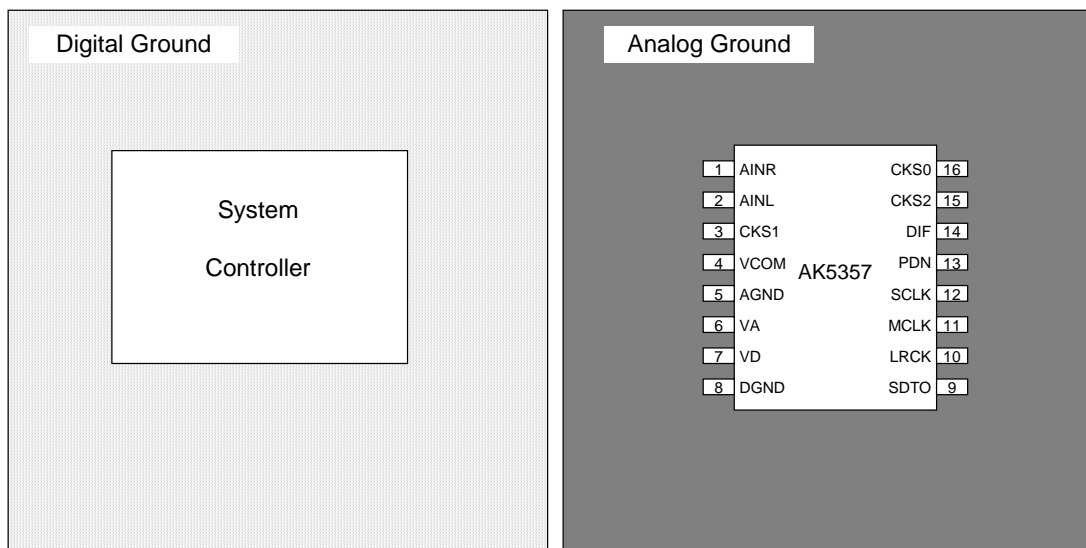 Digital Ground
System
Controller
Analog Ground
1 AINR CKS0 16
2 AINL CKS2 15
3 CKS1 DIF 14
4 VCOM PDN 13
AK5357
5 AGND SCLK 12
6 VA MCLK 11
7 VD LRCK 10
8 DGND SDTO 9